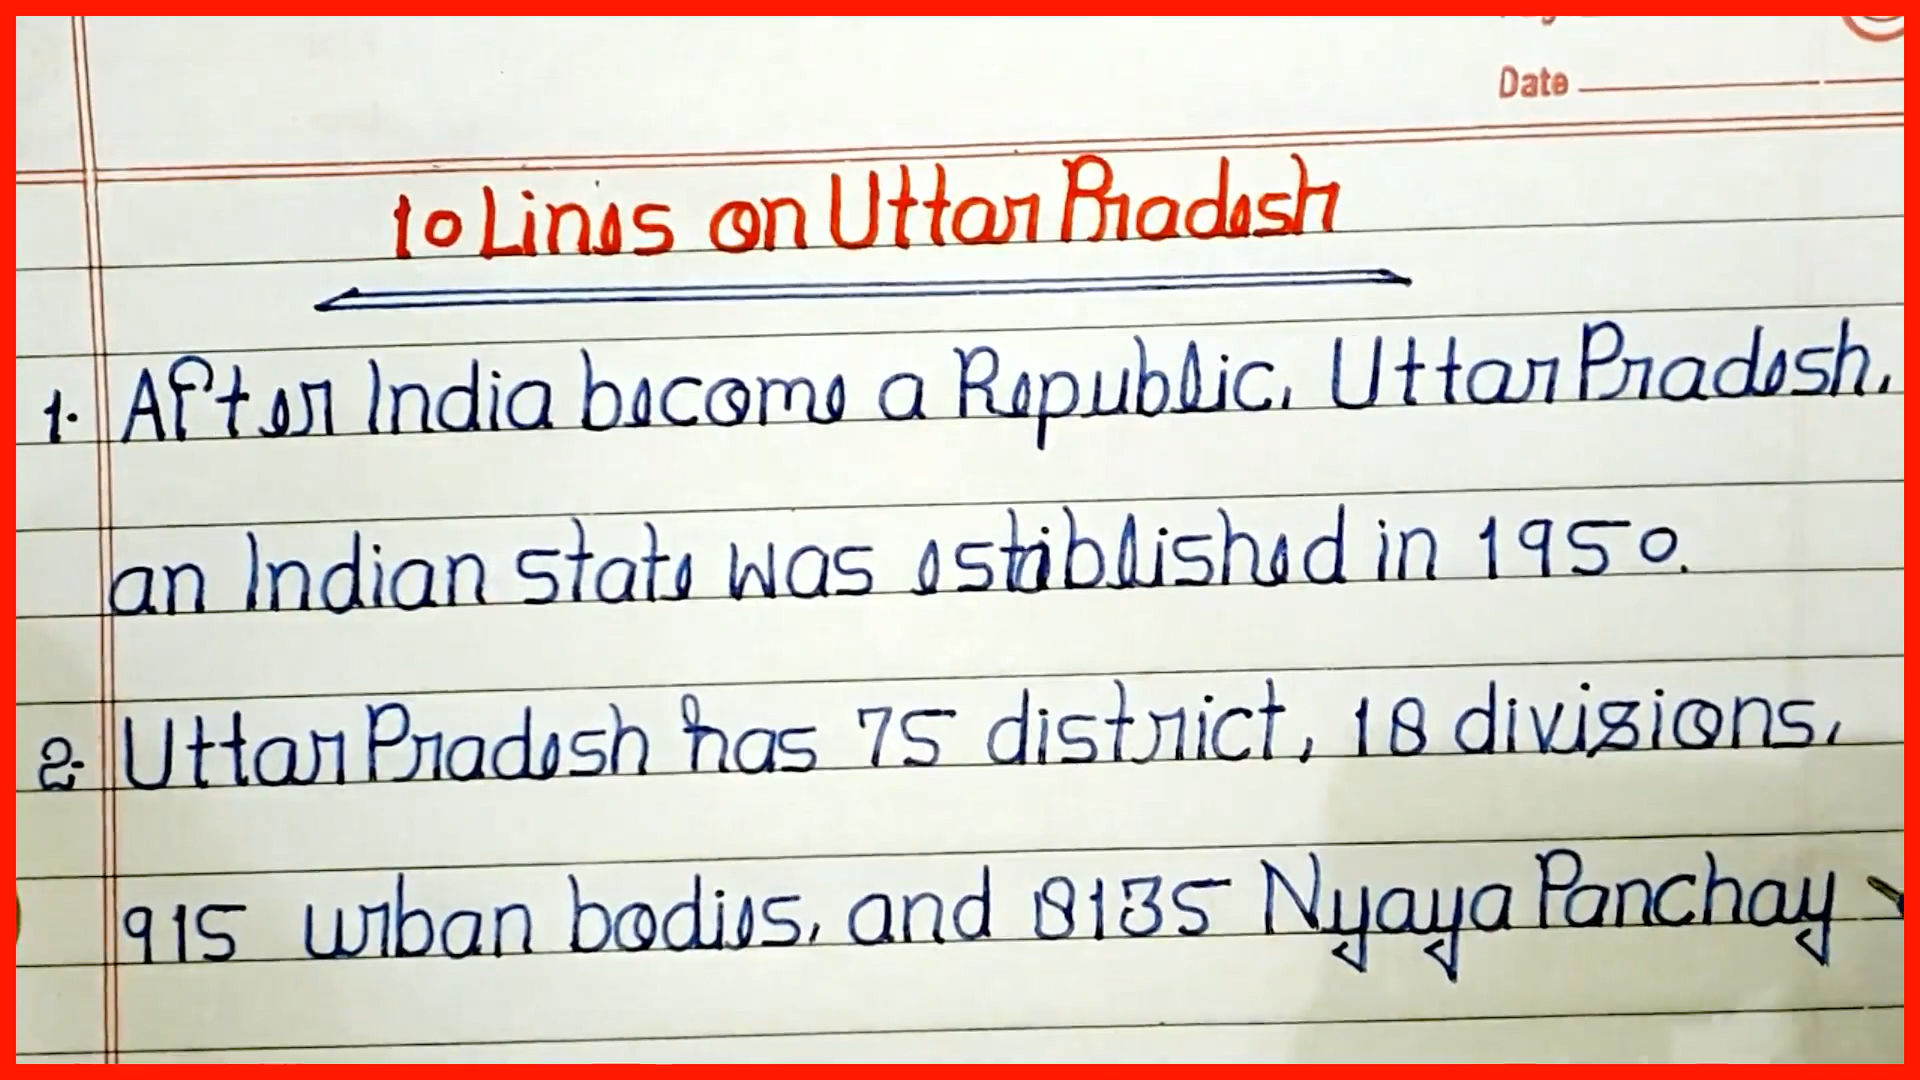 Date
10 Lines on Uttar Pradesh
1. After India become a Republic, Uttar Pradesh,
an Indian state was estiblished in 1950.
2. Uttar Pradesh has 75 district, 18 divisions,
915 urban bodies, and 8135 Nyaya Panchay